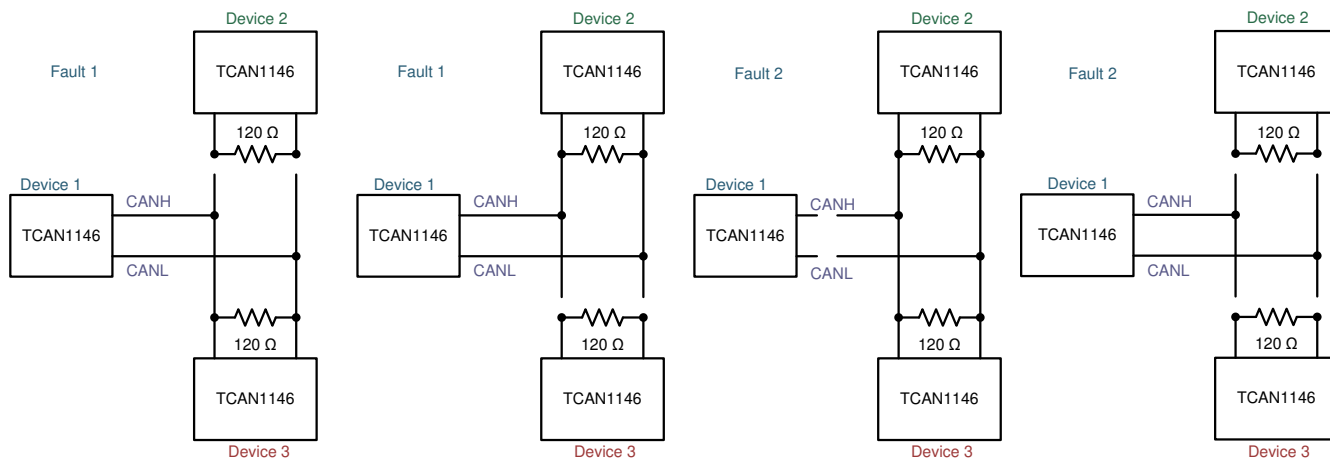 Device 2
Fault 1
TCAN1146
120 Ω
Device 1
CANH
TCAN1146
CANL
120 Ω
TCAN1146
Device 3
Device 2
Fault 1
TCAN1146
120 Ω
Device 1
CANH
TCAN1146
CANL
120 Ω
TCAN1146
Device 3
Device 2
Fault 2
TCAN1146
120 Ω
Device 1
CANH
TCAN1146
CANL
120 Ω
TCAN1146
Device 3
Device 2
Fault 2
TCAN1146
120 Ω
Device 1
CANH
TCAN1146
CANL
120 Ω
TCAN1146
Device 3